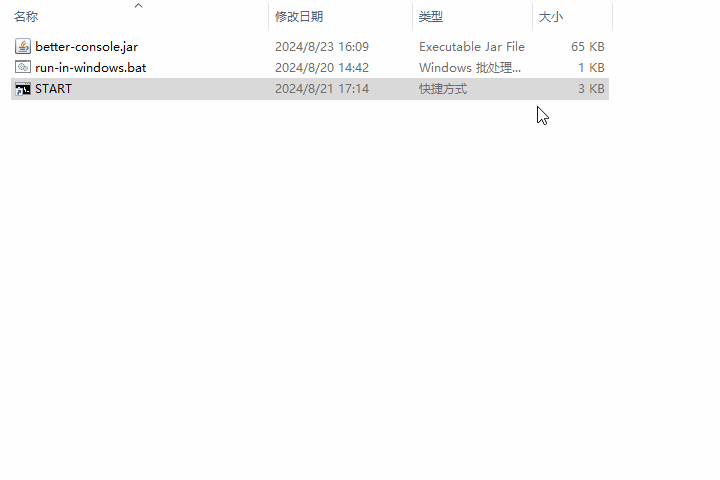 名称 修改日期 类型 大小
better-console.jar 2024/8/23 16:09 Executable Jar File 65 KB
run-in-windows.bat 2024/8/20 14:42 Windows 批处理... 1 KB
START 2024/8/21 17:14 快捷方式 3 KB